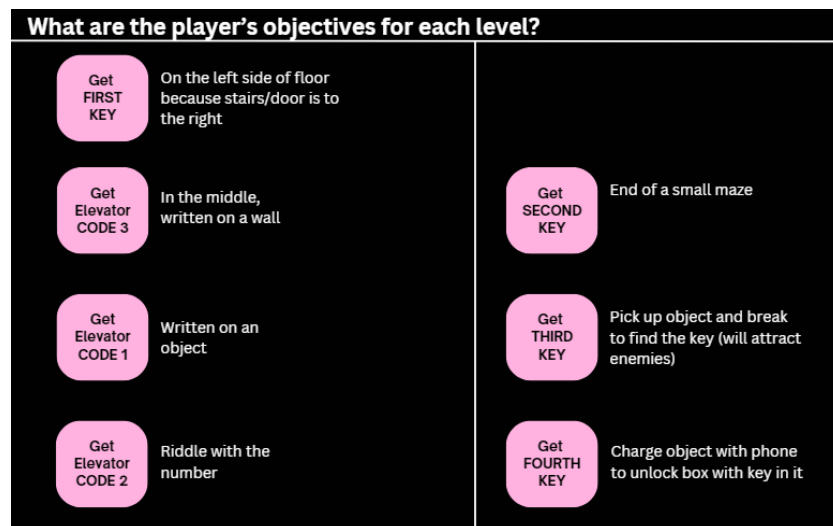 What are the player's objectives for each level?
Get
FIRST
KEY
On the left side of floor
because stairs/door is to
the right
Get
Elevator
CODE 3
In the middle,
written on a wall
Get
SECOND
KEY
End of a small maze
Get
Elevator
CODE 1
Written on an
object
Get
THIRD
KEY
Pick up object and break
to find the key (will attract
enemies)
Get
Elevator
CODE 2
Riddle with the
number
Get
FOURTH
KEY
Charge object with phone
to unlock box with key in it